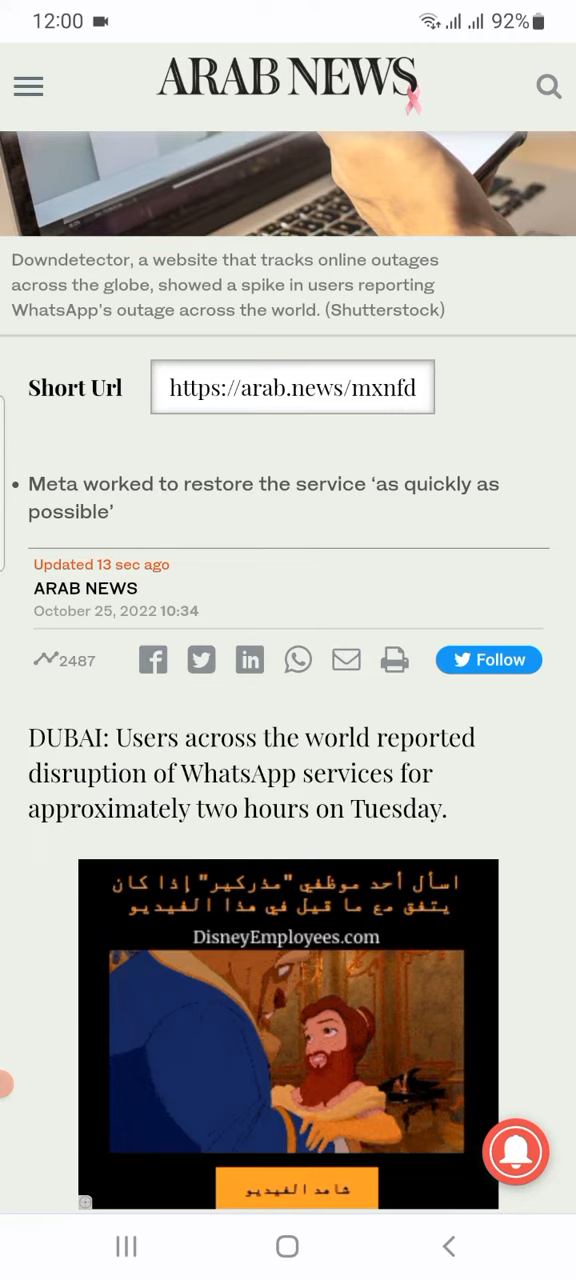 12:00
92%
ARAB NEWS
Downdetector, a website that tracks online outages
across the globe, showed a spike in users reporting
WhatsApp's outage across the world. (Shutterstock)
Short Url
https://arab.news/mxnfd
• Meta worked to restore the service ‘as quickly as
possible’
Updated 13 sec ago
ARAB NEWS
October 25, 2022 10:34
2487
Follow
DUBAI: Users across the world reported
disruption of WhatsApp services for
approximately two hours on Tuesday.
اسأل أحد موظفي "مذركير" إذا كان
يتفق مع ما قيل في هذا الفيديو
DisneyEmployees.com
شاهد الفيديو